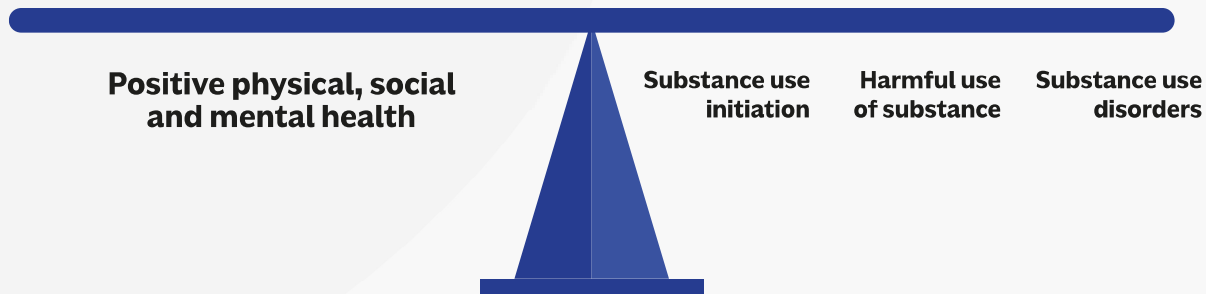 Positive physical, social
and mental health
Substance use
initiation
Harmful use
of substance
Substance use
disorders